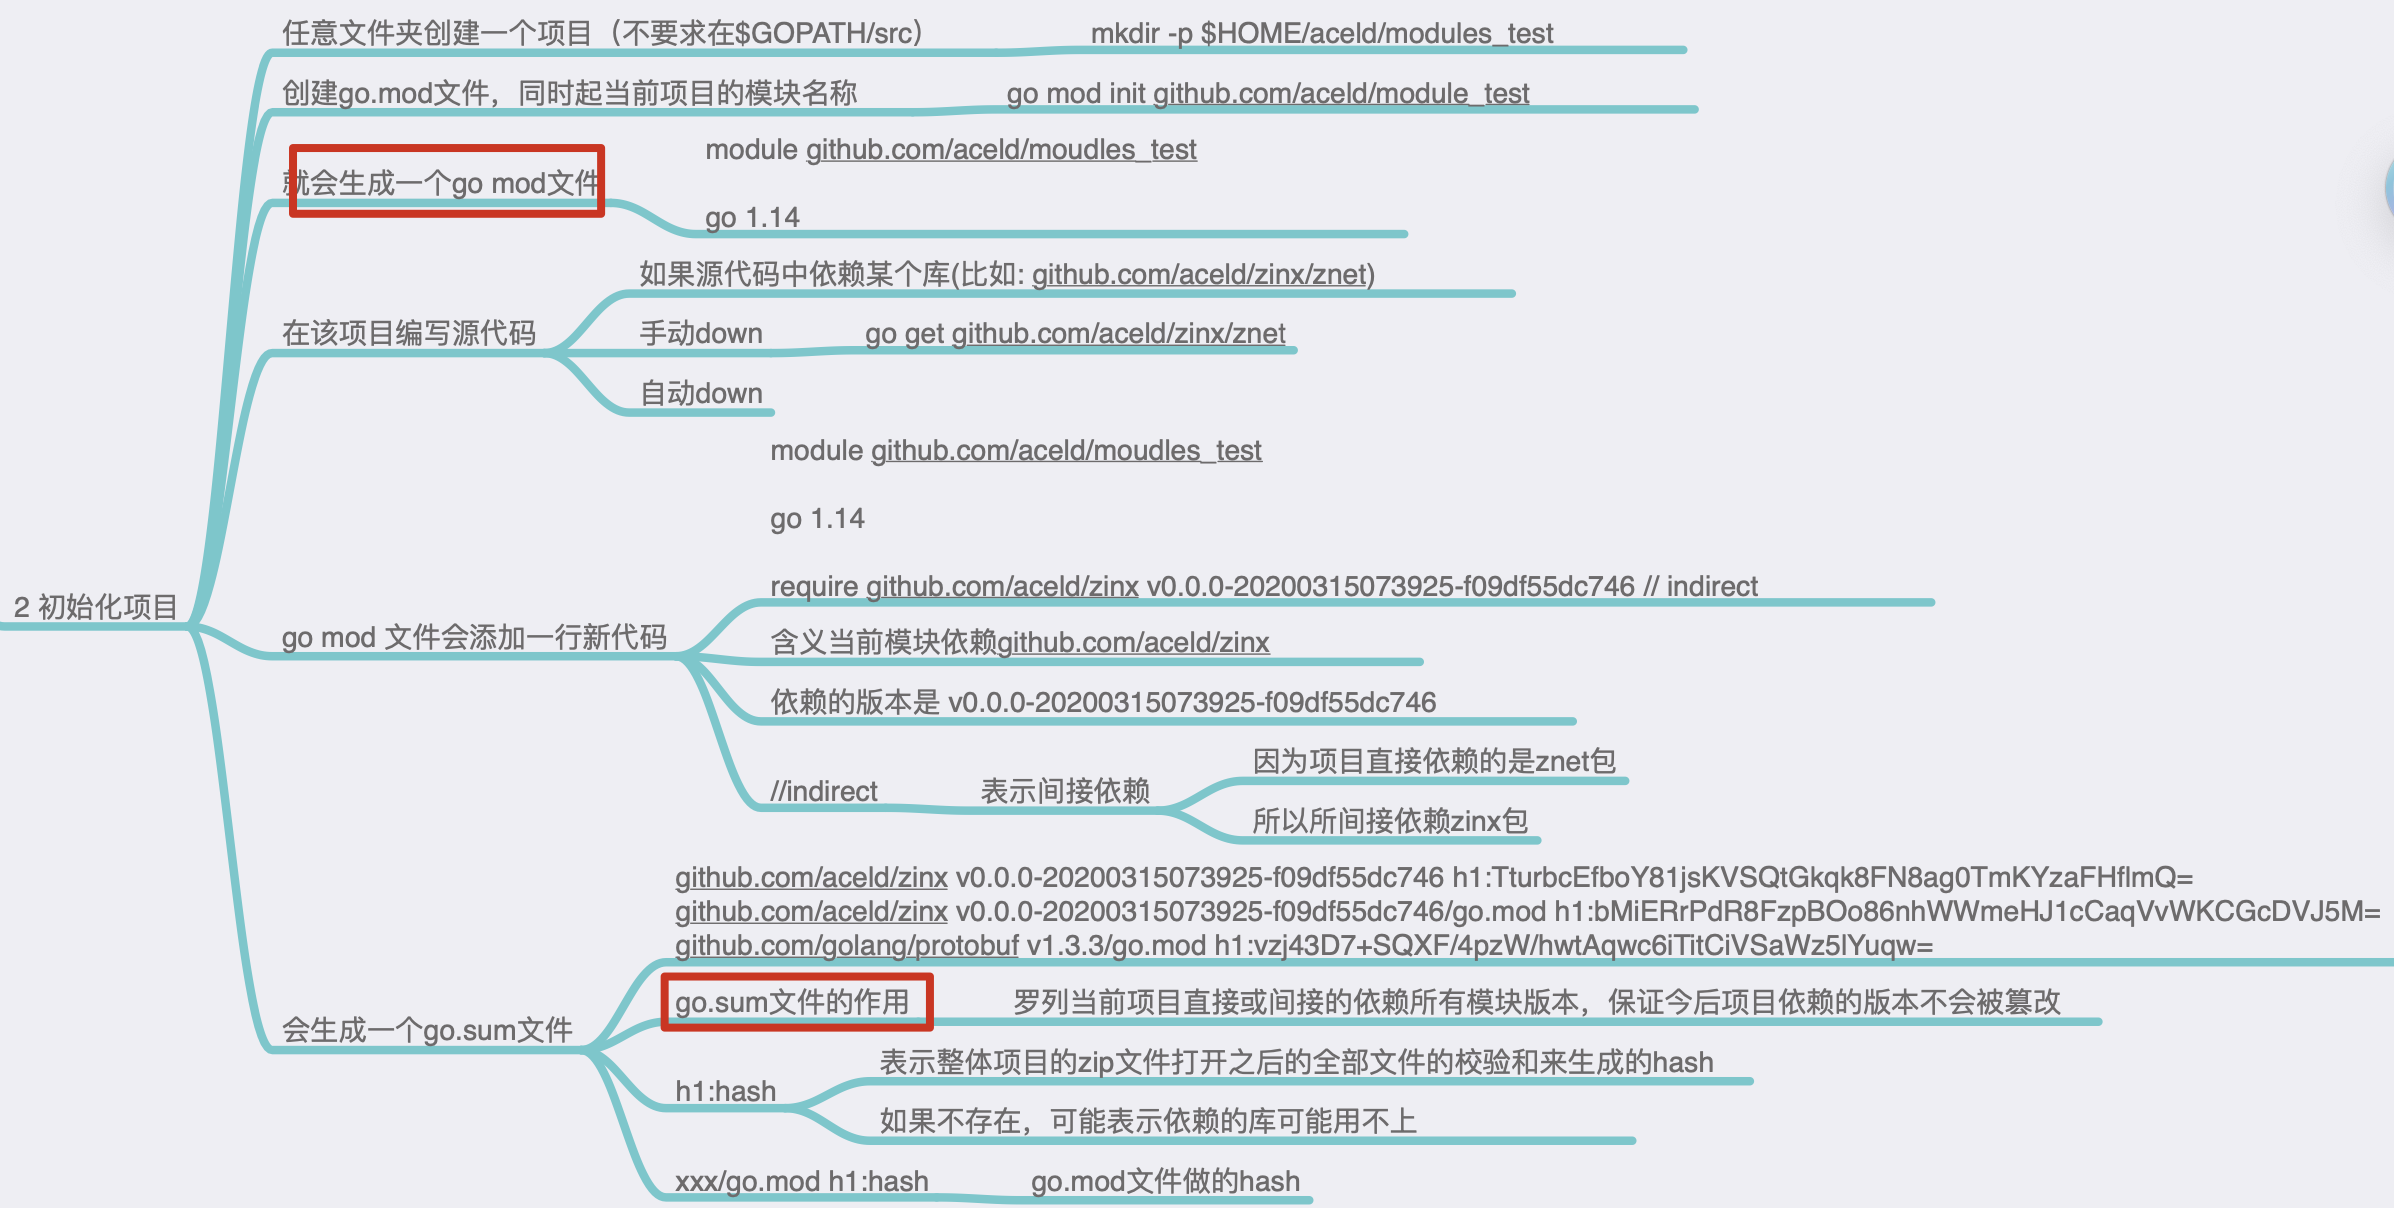 2 初始化项目
任意文件夹创建一个项目（不要求在$GOPATH/src）
mkdir -p $HOME/aceld/modules_test
创建go.mod文件，同时起当前项目的模块名称
go mod init github.com/aceld/module_test
就会生成一个go mod文件
module github.com/aceld/moudles_test
go 1.14
在该项目编写源代码
如果源代码中依赖某个库(比如: github.com/aceld/zinx/znet)
手动down
go get github.com/aceld/zinx/znet
自动down
go mod 文件会添加一行新代码
module github.com/aceld/moudles_test
go 1.14
require github.com/aceld/zinx v0.0.0-20200315073925-f09df55dc746 // indirect
含义当前模块依赖github.com/aceld/zinx
依赖的版本是 v0.0.0-20200315073925-f09df55dc746
//indirect
表示间接依赖
因为项目直接依赖的是znet包
所以所间接依赖zinx包
会生成一个go.sum文件
github.com/aceld/zinx v0.0.0-20200315073925-f09df55dc746 h1:TturbcEfboY81jsKVSQtGkqk8FN8ag0TmKYzaFHflmQ=
github.com/aceld/zinx v0.0.0-20200315073925-f09df55dc746/go.mod h1:bMiERrPdR8FzpBOo86nhWWmeHJ1cCaqVvWKCGcDVJ5M=
github.com/golang/protobuf v1.3.3/go.mod h1:vzj43D7+SQXF/4pzW/hwtAqwc6iTitCiVSaWz5lYuqw=
go.sum文件的作用
罗列当前项目直接或间接的依赖所有模块版本，保证今后项目依赖的版本不会被篡改
h1:hash
表示整体项目的zip文件打开之后的全部文件的校验和来生成的hash
如果不存在，可能表示依赖的库可能用不上
xxx/go.mod h1:hash
go.mod文件做的hash